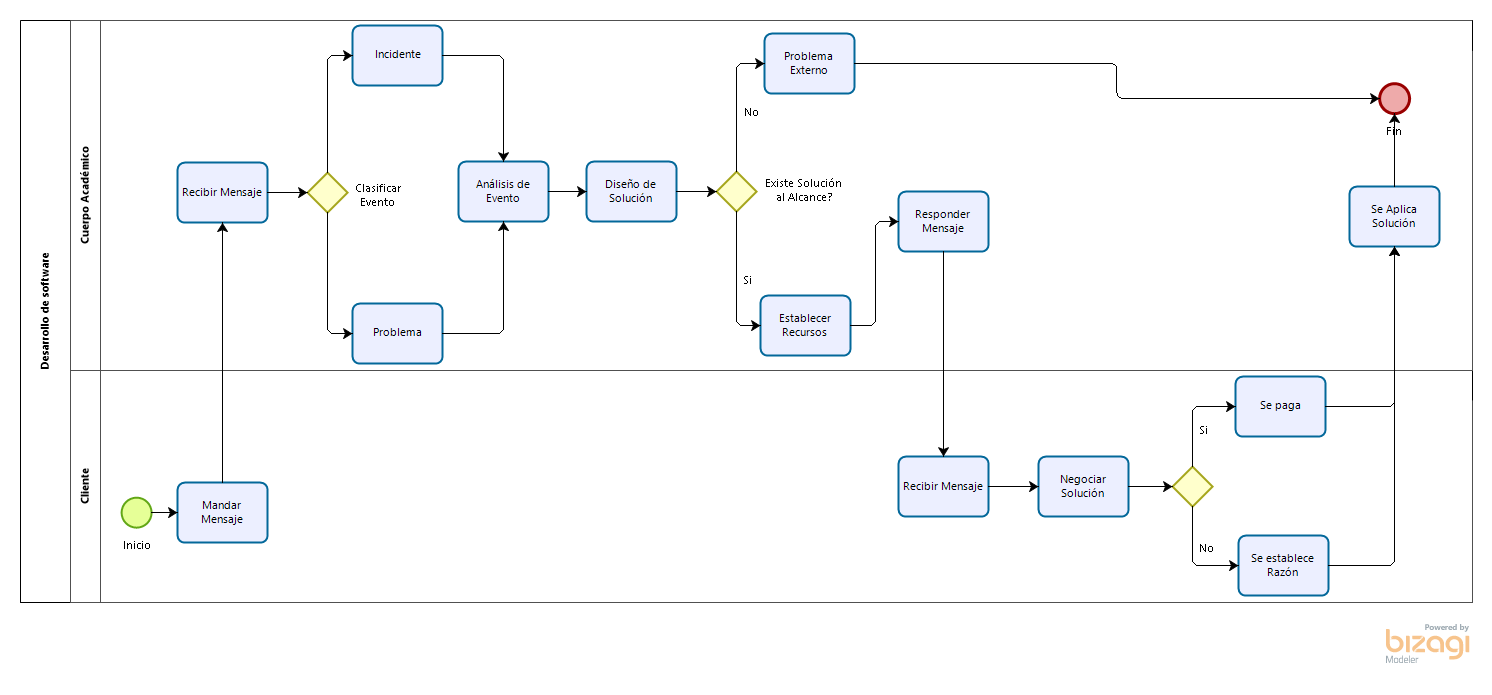 Desarrollo de software
Cuerpo Académico
Recibir Mensaje
Clasificar
Evento
Incidente
Problema
Análisis de
Evento
Diseño de
Solución
Existe Solución
al Alcance?
No
Problema
Externo
Si
Establecer
Recursos
Responder
Mensaje
Fin
Se Aplica
Solución
Cliente
Inicio
Mandar
Mensaje
Recibir Mensaje
Negociar
Solución
Si
Se paga
No
Se establece
Razón
Powered by
bizagi
Modeler